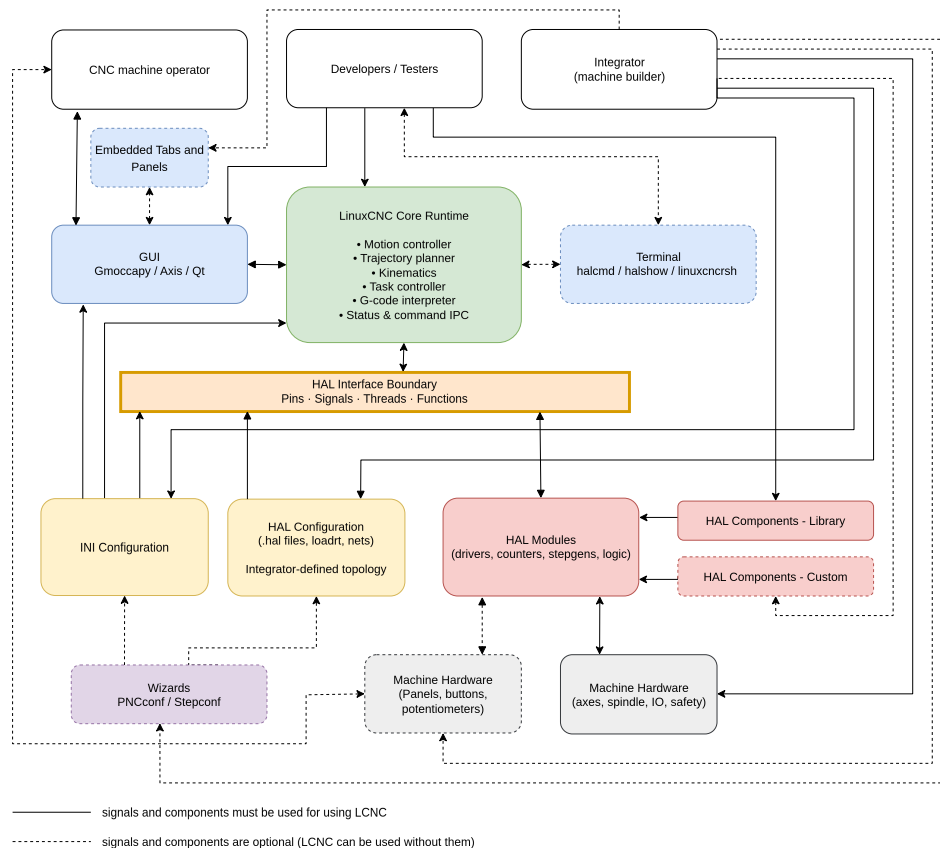 CNC machine operator
Developers / Testers
Integrator
(machine builder)
Embedded Tabs and
Panels
GUI
Gmoccapy / Axis / Qt
LinuxCNC Core Runtime
• Motion controller
• Trajectory planner
• Kinematics
• Task controller
• G-code interpreter
• Status & command IPC
Terminal
halcmd / halshow / linuxcncrsh
HAL Interface Boundary
Pins · Signals · Threads · Functions
INI Configuration
HAL Configuration
(.hal files, loadrt, nets)
Integrator-defined topology
HAL Modules
(drivers, counters, stepgens, logic)
HAL Components - Library
HAL Components - Custom
Wizards
PNCconf / Stepconf
Machine Hardware
(Panels, buttons,
potentiometers)
Machine Hardware
(axes, spindle, IO, safety)
signals and components must be used for using LCNC
signals and components are optional (LCNC can be used without them)